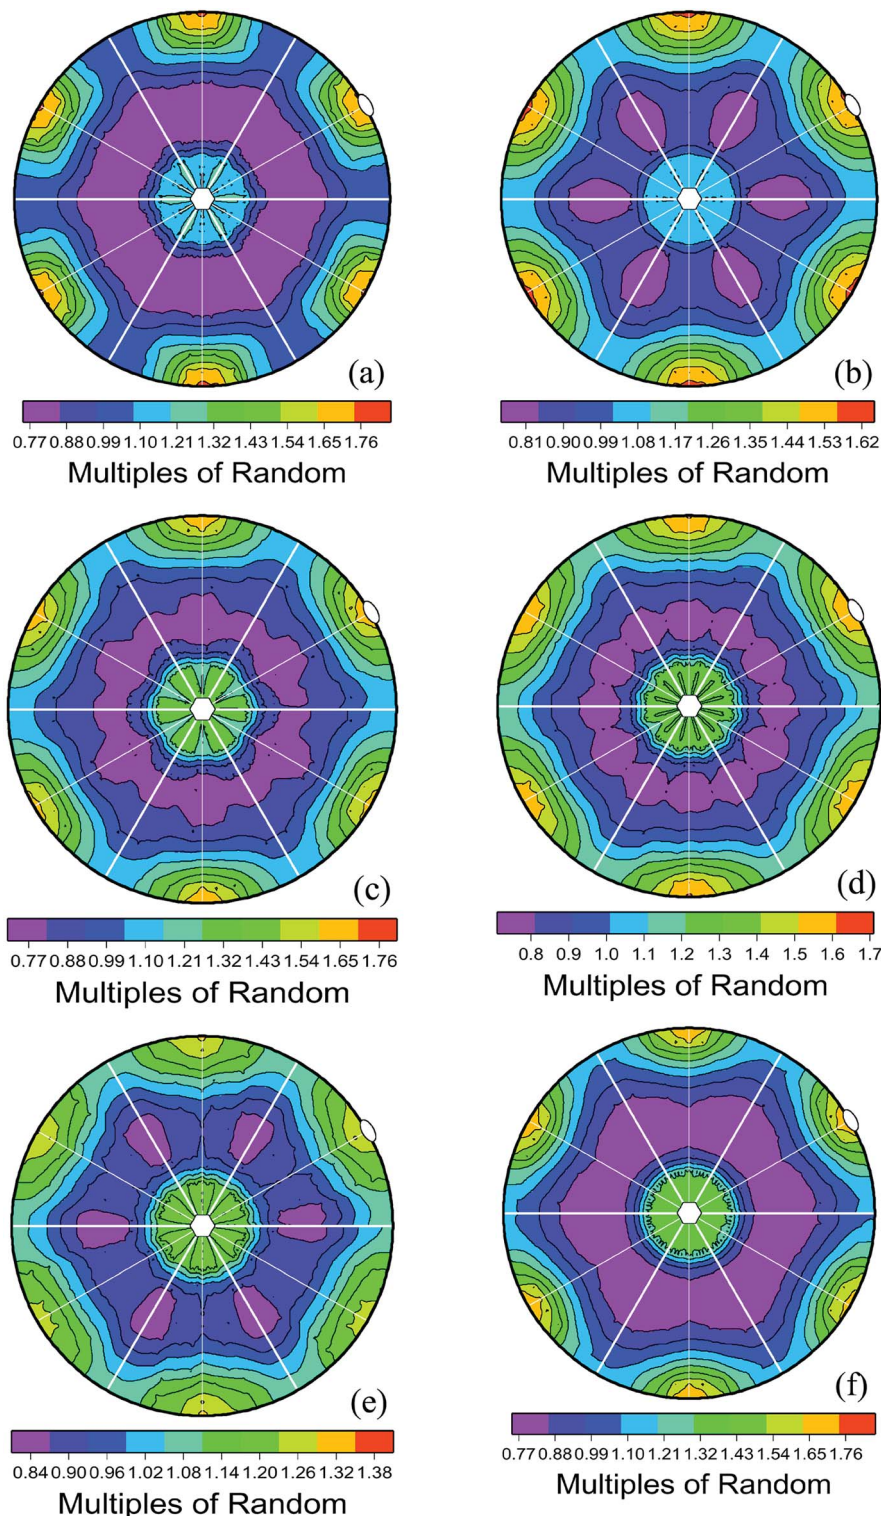 (a)
0.77 0.88 0.99 1.10 1.21 1.32 1.43 1.54 1.65 1.76
Multiples of Random
(b)
0.81 0.90 0.99 1.08 1.17 1.26 1.35 1.44 1.53 1.62
Multiples of Random
(c)
0.77 0.88 0.99 1.10 1.21 1.32 1.43 1.54 1.65 1.76
Multiples of Random
(d)
0.8 0.9 1.0 1.1 1.2 1.3 1.4 1.5 1.6 1.7
Multiples of Random
(e)
0.84 0.90 0.96 1.02 1.08 1.14 1.20 1.26 1.32 1.38
Multiples of Random
(f)
0.77 0.88 0.99 1.10 1.21 1.32 1.43 1.54 1.65 1.76
Multiples of Random